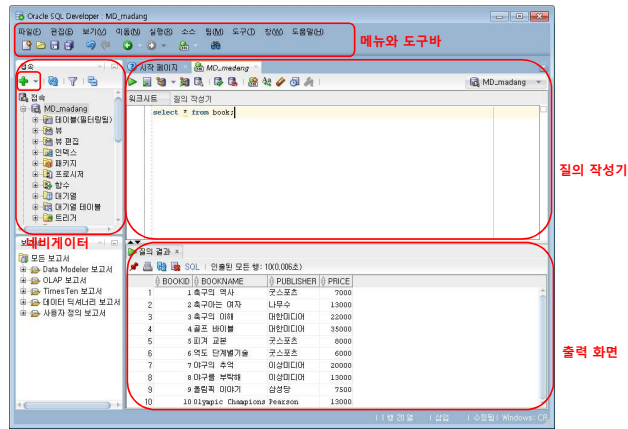 Oracle SQL Developer : MD_madang
파일(F) 편집(E) 보기(V) 이동(N) 실행(R) 소스 팀(M) 도구(I) 창(W) 도움말(H)
메뉴와 도구바
접속
시작 페이지 MD_madang
MD_madang
워크시트 질의 작성기
select * from book;
접속
MD_madang
테이블(필터링됨)
뷰
뷰 편집
인덱스
패키지
프로시저
함수
대기열
대기열 테이블
트리거
질의 작성기
네비게이터
모든 보고서
Data Modeler 보고서
OLAP 보고서
TimesTen 보고서
데이터 딕셔너리 보고서
사용자 정의 보고서
질의 결과
SQL | 인출된 모든 행: 10(0,006초)
BOOKID BOOKNAME PUBLISHER PRICE
1 1 축구의 역사 굿스포츠 7000
2 2 축구아는 여자 나무수 13000
3 3 축구의 이해 대한미디어 22000
4 4 골프 바이블 대한미디어 35000
5 5 피겨 교본 굿스포츠 8000
6 6 역도 단계별기술 굿스포츠 6000
7 7 야구의 추억 이상미디어 20000
8 8 야구를 부탁해 이상미디어 13000
9 9 올림픽 이야기 삼성당 7500
10 10 Olympic Champions Pearson 13000
출력 화면
1 행 20 열 | 삽입 | 수정됨 | Windows: CR